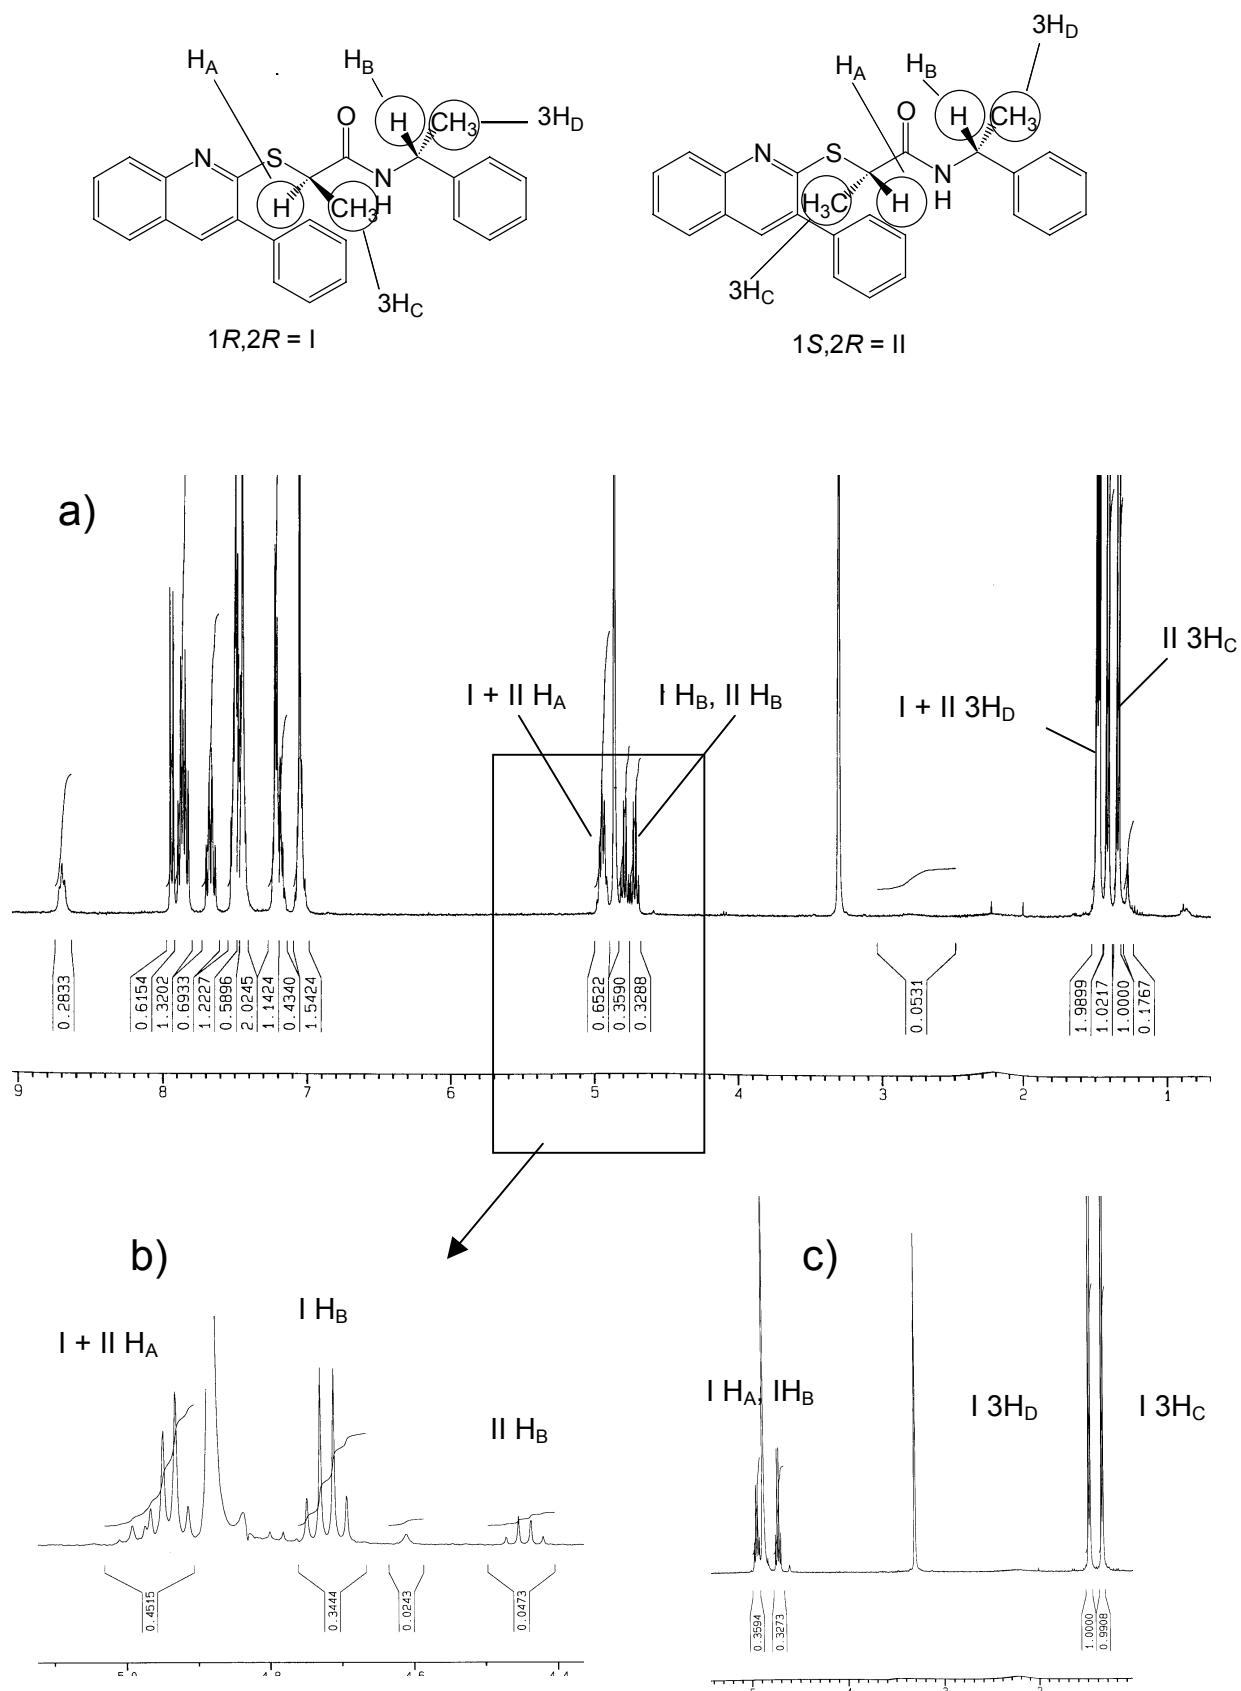 H_A
H_B
O
H
CH3
3H_D
N
S
N
H
H
CH3
3H_C
1R,2R = I
3H_D
H_B
H_A
O
H
CH3
N
S
N
H
H3C
H
3H_C
1S,2R = II
a)
II 3H_C
I + II H_A
I H_B, II H_B
I + II 3H_D
0.2833
0.6154
1.3202
0.6933
1.2227
0.5896
2.0245
1.1424
0.4340
1.5424
0.6522
0.3590
0.3288
0.0531
1.9899
1.0217
1.0000
0.1767
9 8 7 6 5 4 3 2 1
b)
c)
I H_B
I + II H_A
II H_B
I H_A, IH_B
I 3H_D
I 3H_C
0.4515
0.3444
0.0243
0.0473
0.3594
0.3273
1.0000
0.9908